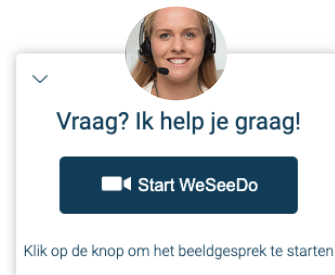 Vraag? Ik help je graag!
Start WeSeeDo
Klik op de knop om het beeldgesprek te starten